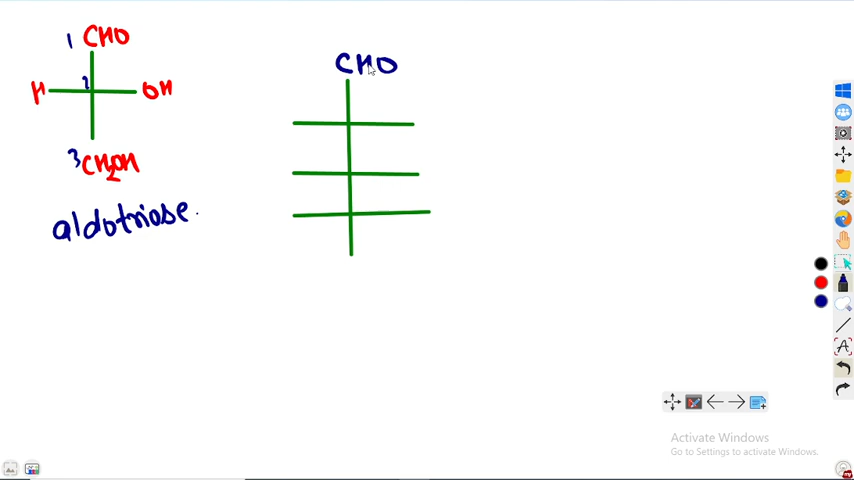 1 CHO
2
H OH
3 CH2OH
aldotriose.
CHO
A
Activate Windows
Go to Settings to activate Windows.